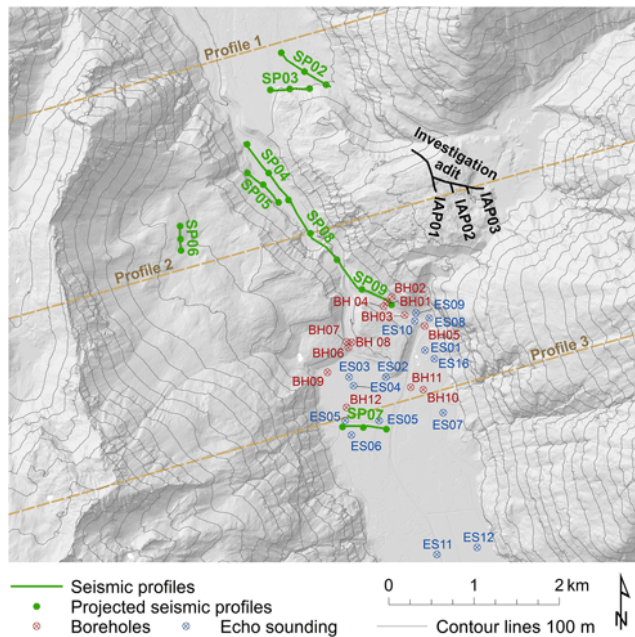 Profile 1
SP02
SP03
Investigation
adit
SP04
SP05
IAP01
IAP02
IAP03
SP06
SP08
Profile 2
SP09
BH02
BH 04
BH01
ES09
BH03
ES10
ES08
BH07
BH 08
BH05
BH06
ES01
Profile 3
ES16
ES03
ES02
BH09
ES04
BH11
BH10
BH12
ES05
SP07
ES05
ES07
ES06
ES11
ES12
Seismic profiles
Projected seismic profiles
Boreholes
Echo sounding
0
2 km
Contour lines 100 m
N